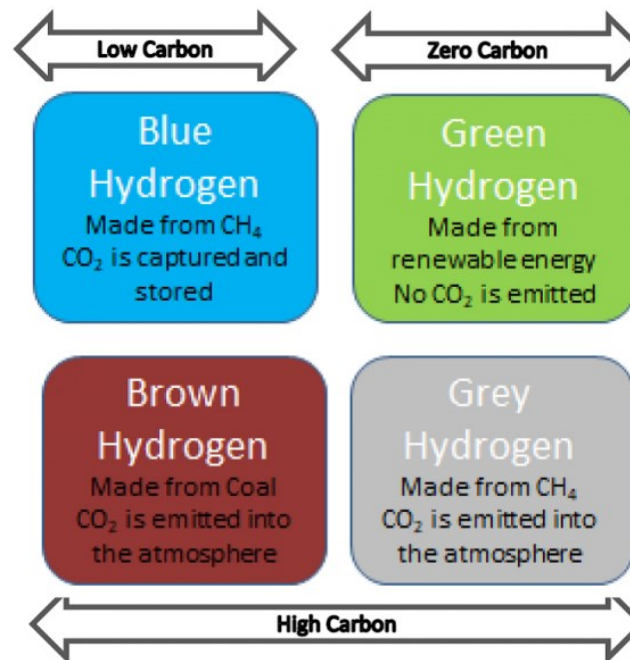 Low Carbon
Zero Carbon
Blue
Hydrogen
Made from CH₄
CO₂ is captured and
stored
Green
Hydrogen
Made from
renewable energy
No CO₂ is emitted
Brown
Hydrogen
Made from Coal
CO₂ is emitted into
the atmosphere
Grey
Hydrogen
Made from CH₄
CO₂ is emitted into
the atmosphere
High Carbon